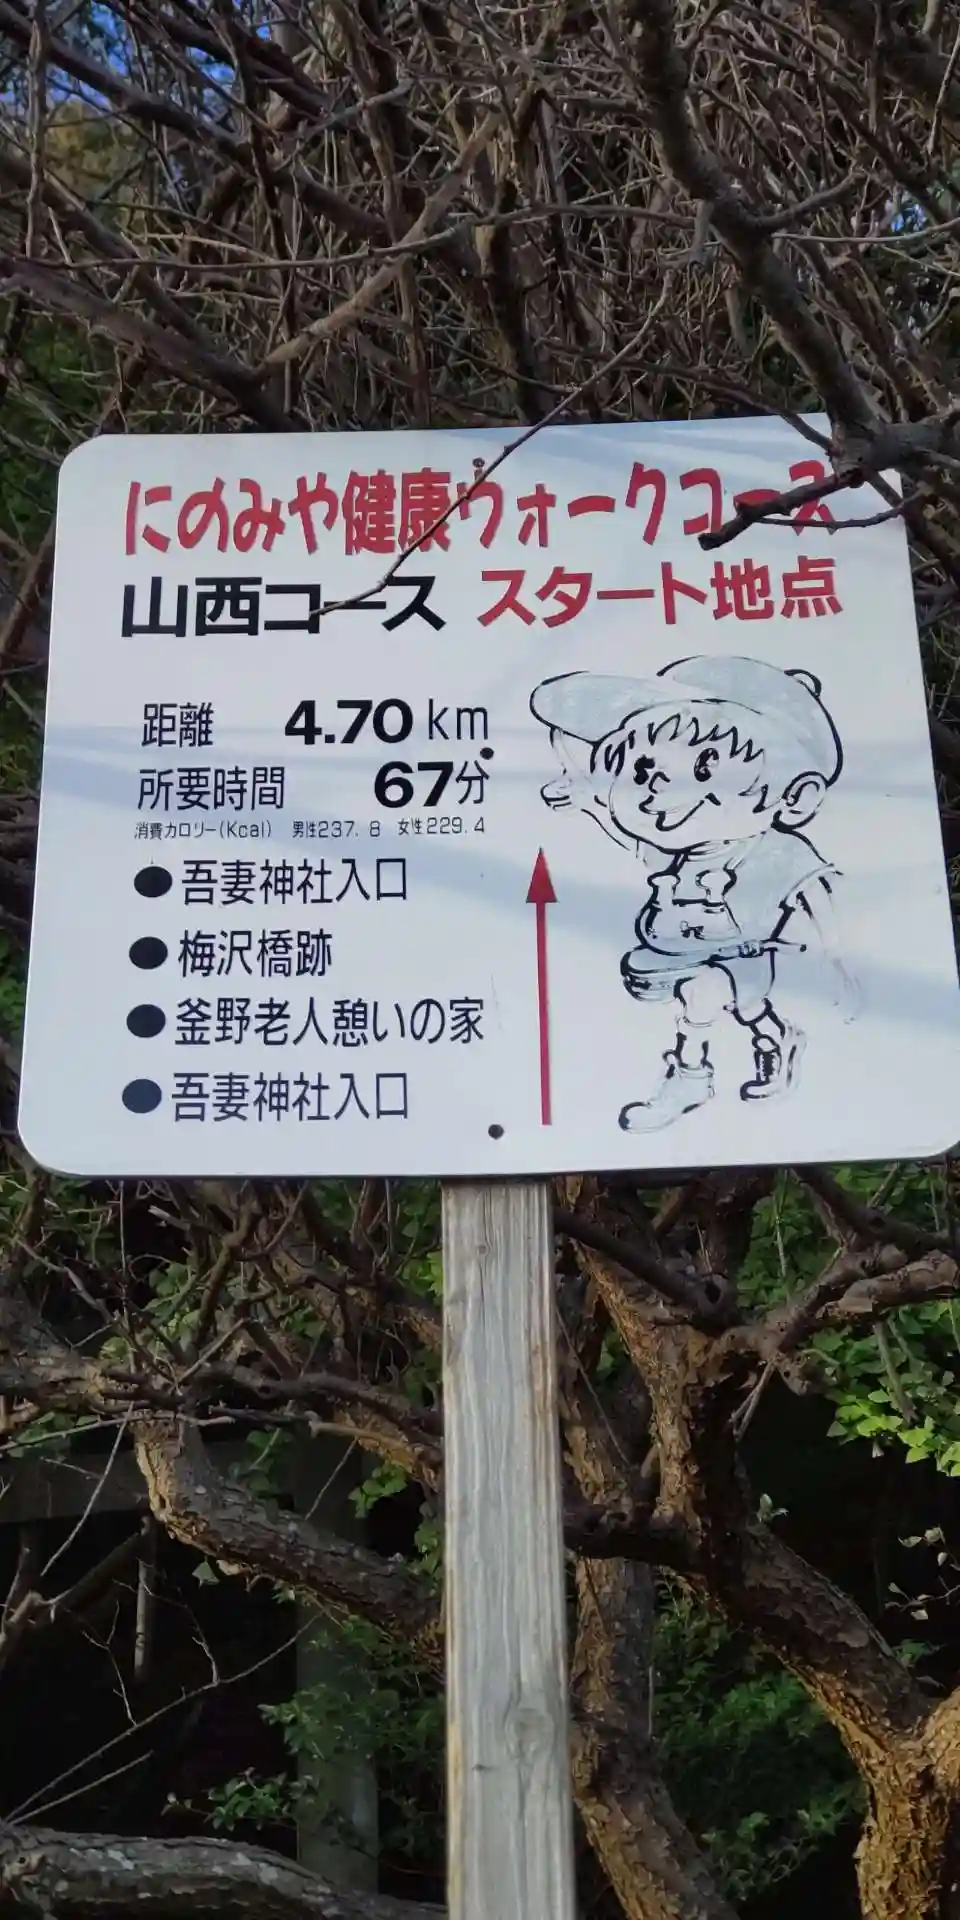 にのみや健康ウォークコース
山西コース スタート地点
距離 4.70 km
所要時間 67分
消費カロリー(Kcal) 男性237.8 女性229.4
●吾妻神社入口
●梅沢橋跡
●釜野老人憩いの家
●吾妻神社入口